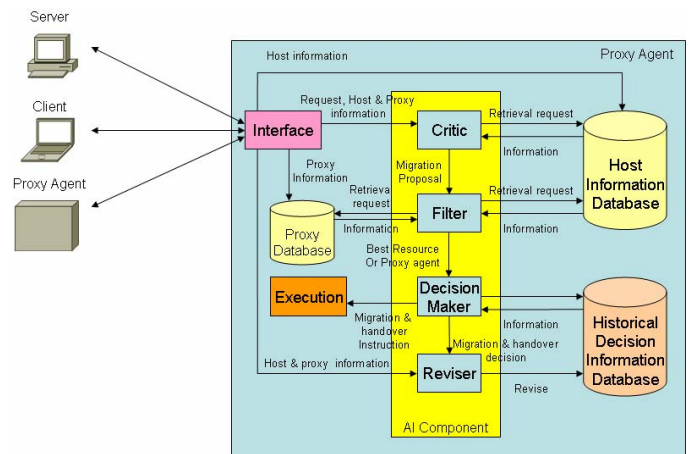 Server
Client
Proxy Agent
Proxy Agent
Host information
Request, Host & Proxy
information
Interface
Critic
Retrieval request
Information
Host
Information
Database
Proxy
Information
Migration
Proposal
Retrieva
request
Information
Proxy
Database
Filter
Retrieval request
Information
Best Resource
Or Proxy agent
Execution
Decision
Maker
Information
Historical
Decision
Information
Database
Migration &
handover
Instruction
Migration & handover
decision
Host & proxy information
Reviser
Revise
AI Component